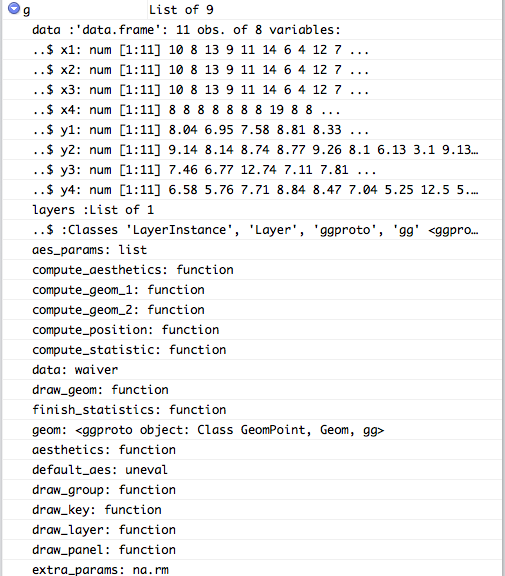 g List of 9
data :'data.frame': 11 obs. of 8 variables:
..$ x1: num [1:11] 10 8 13 9 11 14 6 4 12 7 ...
..$ x2: num [1:11] 10 8 13 9 11 14 6 4 12 7 ...
..$ x3: num [1:11] 10 8 13 9 11 14 6 4 12 7 ...
..$ x4: num [1:11] 8 8 8 8 8 8 8 19 8 8 ...
..$ y1: num [1:11] 8.04 6.95 7.58 8.81 8.33 ...
..$ y2: num [1:11] 9.14 8.14 8.74 8.77 9.26 8.1 6.13 3.1 9.13…
..$ y3: num [1:11] 7.46 6.77 12.74 7.11 7.81 ...
..$ y4: num [1:11] 6.58 5.76 7.71 8.84 8.47 7.04 5.25 12.5 5.…
layers :List of 1
..$ :Classes 'LayerInstance', 'Layer', 'ggproto', 'gg' <ggpro…
aes_params: list
compute_aesthetics: function
compute_geom_1: function
compute_geom_2: function
compute_position: function
compute_statistic: function
data: waiver
draw_geom: function
finish_statistics: function
geom: <ggproto object: Class GeomPoint, Geom, gg>
aesthetics: function
default_aes: uneval
draw_group: function
draw_key: function
draw_layer: function
draw_panel: function
extra_params: na.rm